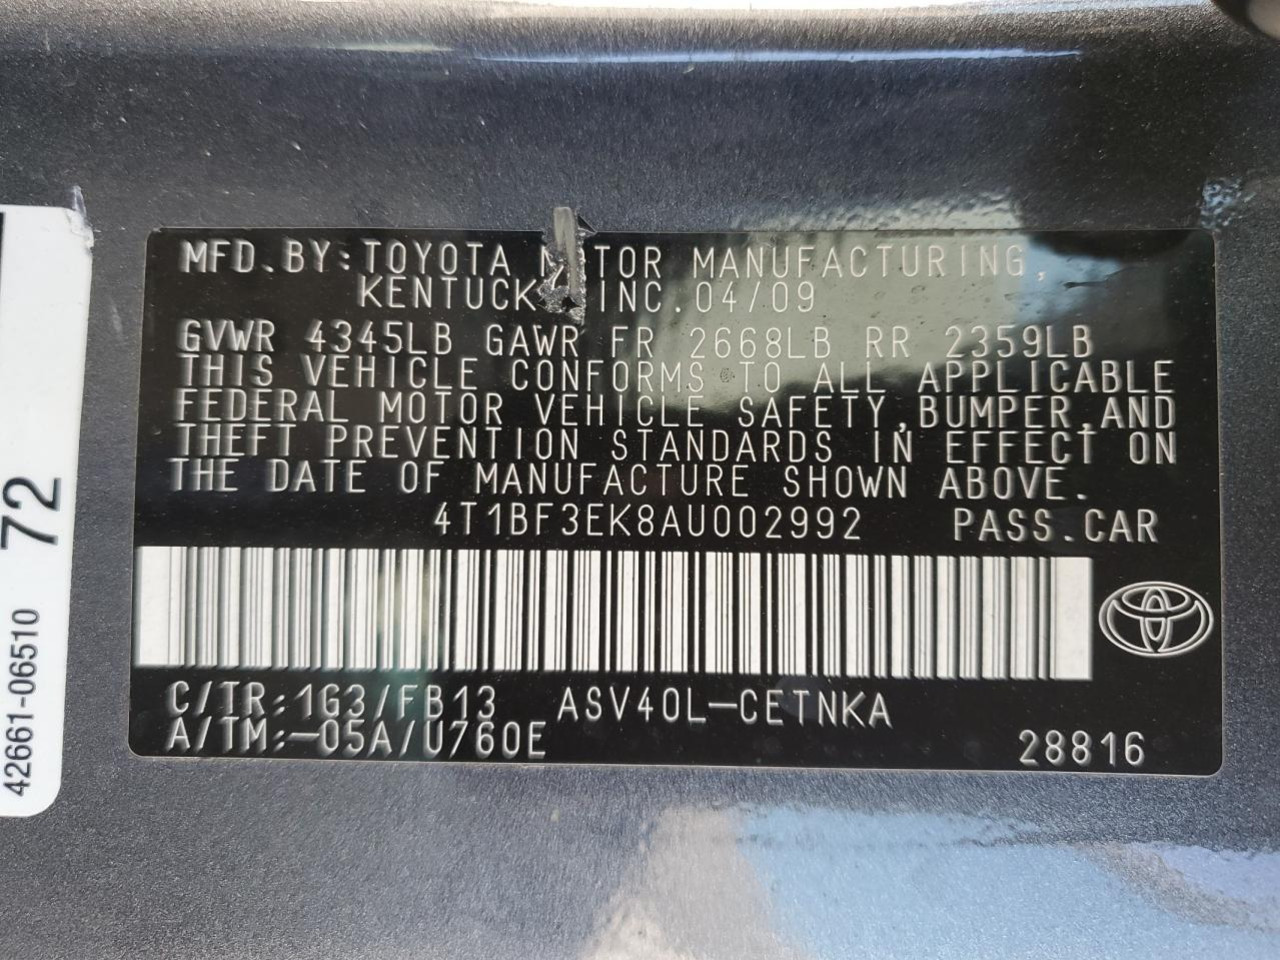 MFD.BY:TOYOTA MOTOR MANUFACTURING,
KENTUCKY INC.04/09
GVWR 4345LB GAWR FR 2668LB RR 2359LB
THIS VEHICLE CONFORMS TO ALL APPLICABLE
FEDERAL MOTOR VEHICLE SAFETY,BUMPER,AND
THEFT PREVENTION STANDARDS IN EFFECT ON
THE DATE OF MANUFACTURE SHOWN ABOVE.
4T1BF3EK8AU002992 PASS.CAR
C/TR:1G3/FB13 ASV40L-CETNKA
A/TM:-05A/U760E
28816
72
42661-06510